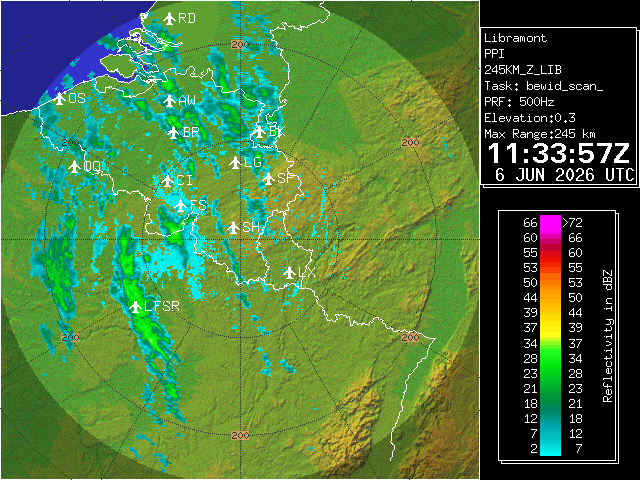 RD
200
OS
AW
BR
BK
200
QQ
LG
CI
SP
FS
SH
LX
LFSR
200
200
200
Libramont
PPI
245KM_Z_LIB
Task: bewid_scan_
PRF: 500Hz
Elevation:0.3
Max Range:245 km
11:33:57Z
6 JUN 2026 UTC
66 >72
60 66
55 60
53 55
50 53
44 50
39 44
37 39
34 37
28 34
23 28
21 23
18 21
12 18
7 12
2 7
Reflectivity in dBZ